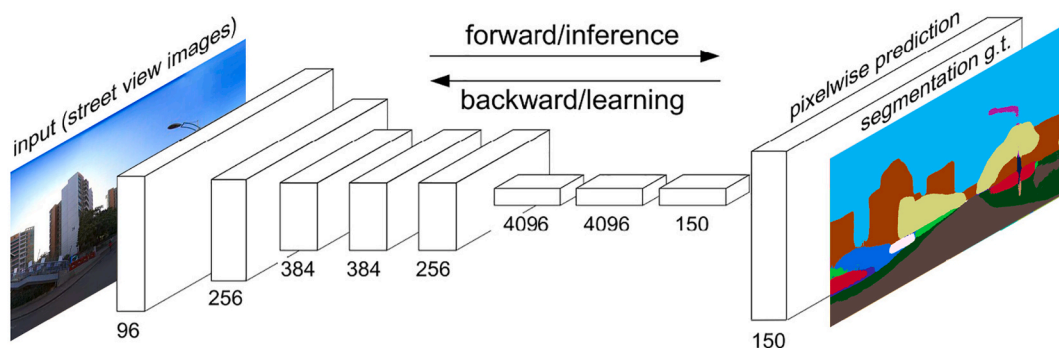 input (street view images)
forward/inference
backward/learning
pixelwise prediction
segmentation g.t.
96
256
384
384
256
4096
4096
150
150